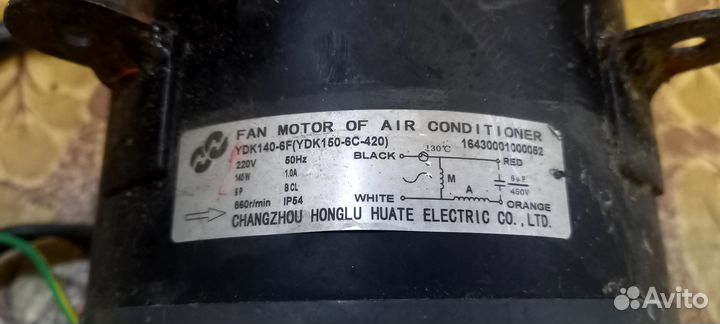 FAN MOTOR OF AIR CONDITIONER
YDK140-6F(YDK150-6C-420) 16430001000052
220V 50Hz
140W 1.0A
6P B CL
860r/min IP54
BLACK 130℃ RED
M A 6μF 450V
WHITE ORANGE
CHANGZHOU HONGLU HUATE ELECTRIC CO., LTD.
Avito